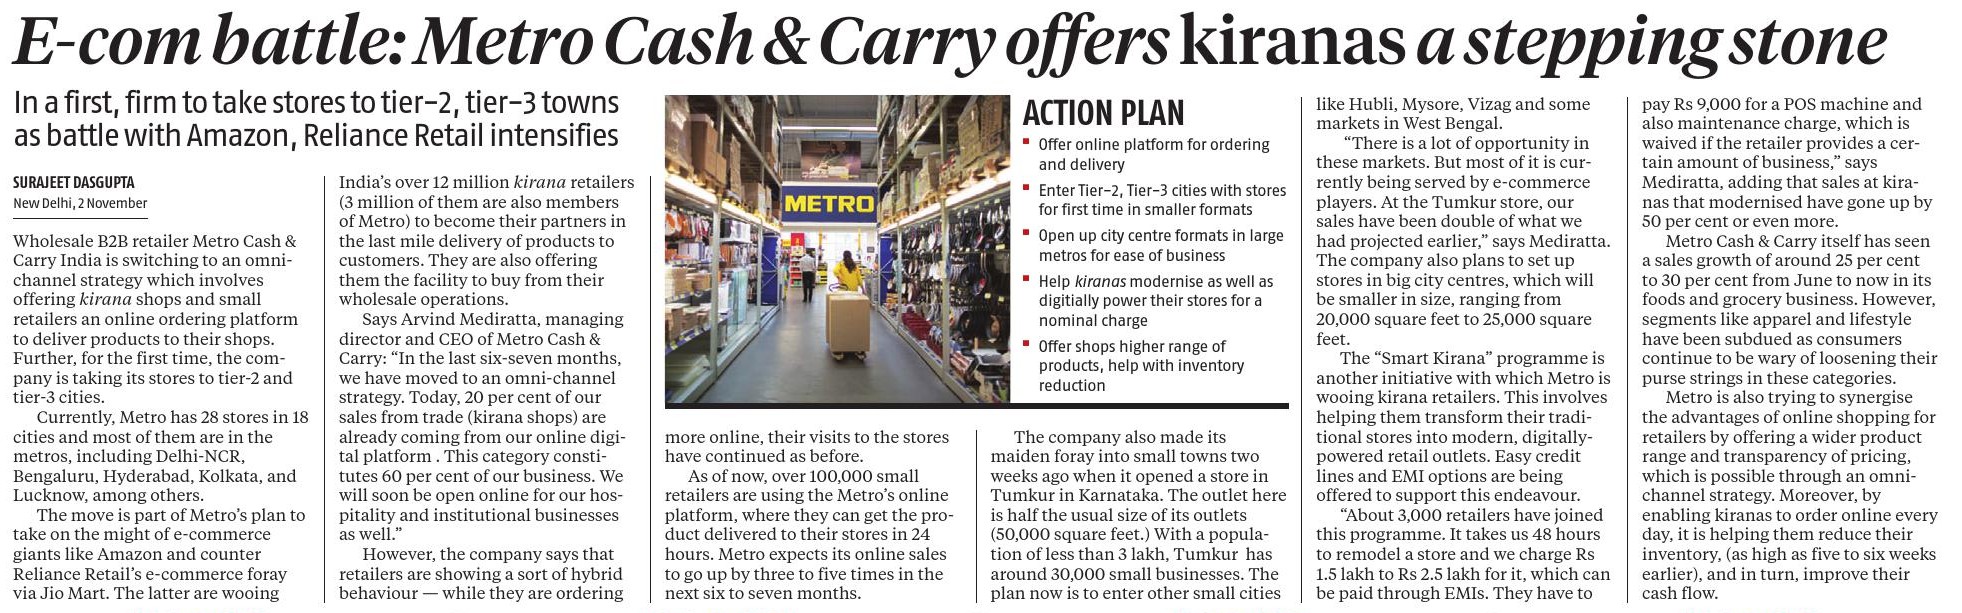 E-com battle: Metro Cash & Carry offers kiranas a stepping stone
In a first, firm to take stores to tier-2, tier-3 towns
as battle with Amazon, Reliance Retail intensifies
SURAJEET DASGUPTA
New Delhi, 2 November
Wholesale B2B retailer Metro Cash &
Carry India is switching to an omni-
channel strategy which involves
offering kirana shops and small
retailers an online ordering platform
to deliver products to their shops.
Further, for the first time, the com-
pany is taking its stores to tier-2 and
tier-3 cities.
Currently, Metro has 28 stores in 18
cities and most of them are in the
metros, including Delhi-NCR,
Bengaluru, Hyderabad, Kolkata, and
Lucknow, among others.
The move is part of Metro's plan to
take on the might of e-commerce
giants like Amazon and counter
Reliance Retail's e-commerce foray
via Jio Mart. The latter are wooing
India's over 12 million kirana retailers
(3 million of them are also members
of Metro) to become their partners in
the last mile delivery of products to
customers. They are also offering
them the facility to buy from their
wholesale operations.
Says Arvind Mediratta, managing
director and CEO of Metro Cash &
Carry: “In the last six-seven months,
we have moved to an omni-channel
strategy. Today, 20 per cent of our
sales from trade (kirana shops) are
already coming from our online digi-
tal platform . This category consti-
tutes 60 per cent of our business. We
will soon be open online for our hos-
pitality and institutional businesses
as well.”
However, the company says that
retailers are showing a sort of hybrid
behaviour — while they are ordering
METRO
ACTION PLAN
Offer online platform for ordering
and delivery
Enter Tier-2, Tier-3 cities with stores
for first time in smaller formats
Open up city centre formats in large
metros for ease of business
Help kiranas modernise as well as
digitially power their stores for a
nominal charge
Offer shops higher range of
products, help with inventory
reduction
more online, their visits to the stores
have continued as before.
As of now, over 100,000 small
retailers are using the Metro's online
platform, where they can get the pro-
duct delivered to their stores in 24
hours. Metro expects its online sales
to go up by three to five times in the
next six to seven months.
The company also made its
maiden foray into small towns two
weeks ago when it opened a store in
Tumkur in Karnataka. The outlet here
is half the usual size of its outlets
(50,000 square feet.) With a popula-
tion of less than 3 lakh, Tumkur has
around 30,000 small businesses. The
plan now is to enter other small cities
like Hubli, Mysore, Vizag and some
markets in West Bengal.
“There is a lot of opportunity in
these markets. But most of it is cur-
rently being served by e-commerce
players. At the Tumkur store, our
sales have been double of what we
had projected earlier,” says Mediratta.
The company also plans to set up
stores in big city centres, which will
be smaller in size, ranging from
20,000 square feet to 25,000 square
feet.
The “Smart Kirana” programme is
another initiative with which Metro is
wooing kirana retailers. This involves
helping them transform their tradi-
tional stores into modern, digitally-
powered retail outlets. Easy credit
lines and EMI options are being
offered to support this endeavour.
“About 3,000 retailers have joined
this programme. It takes us 48 hours
to remodel a store and we charge Rs
1.5 lakh to Rs 2.5 lakh for it, which can
be paid through EMIs. They have to
pay Rs 9,000 for a POS machine and
also maintenance charge, which is
waived if the retailer provides a cer-
tain amount of business,” says
Mediratta, adding that sales at kira-
nas that modernised have gone up by
50 per cent or even more.
Metro Cash & Carry itself has seen
a sales growth of around 25 per cent
to 30 per cent from June to now in its
foods and grocery business. However,
segments like apparel and lifestyle
have been subdued as consumers
continue to be wary of loosening their
purse strings in these categories.
Metro is also trying to synergise
the advantages of online shopping for
retailers by offering a wider product
range and transparency of pricing,
which is possible through an omni-
channel strategy. Moreover, by
enabling kiranas to order online every
day, it is helping them reduce their
inventory, (as high as five to six weeks
earlier), and in turn, improve their
cash flow.